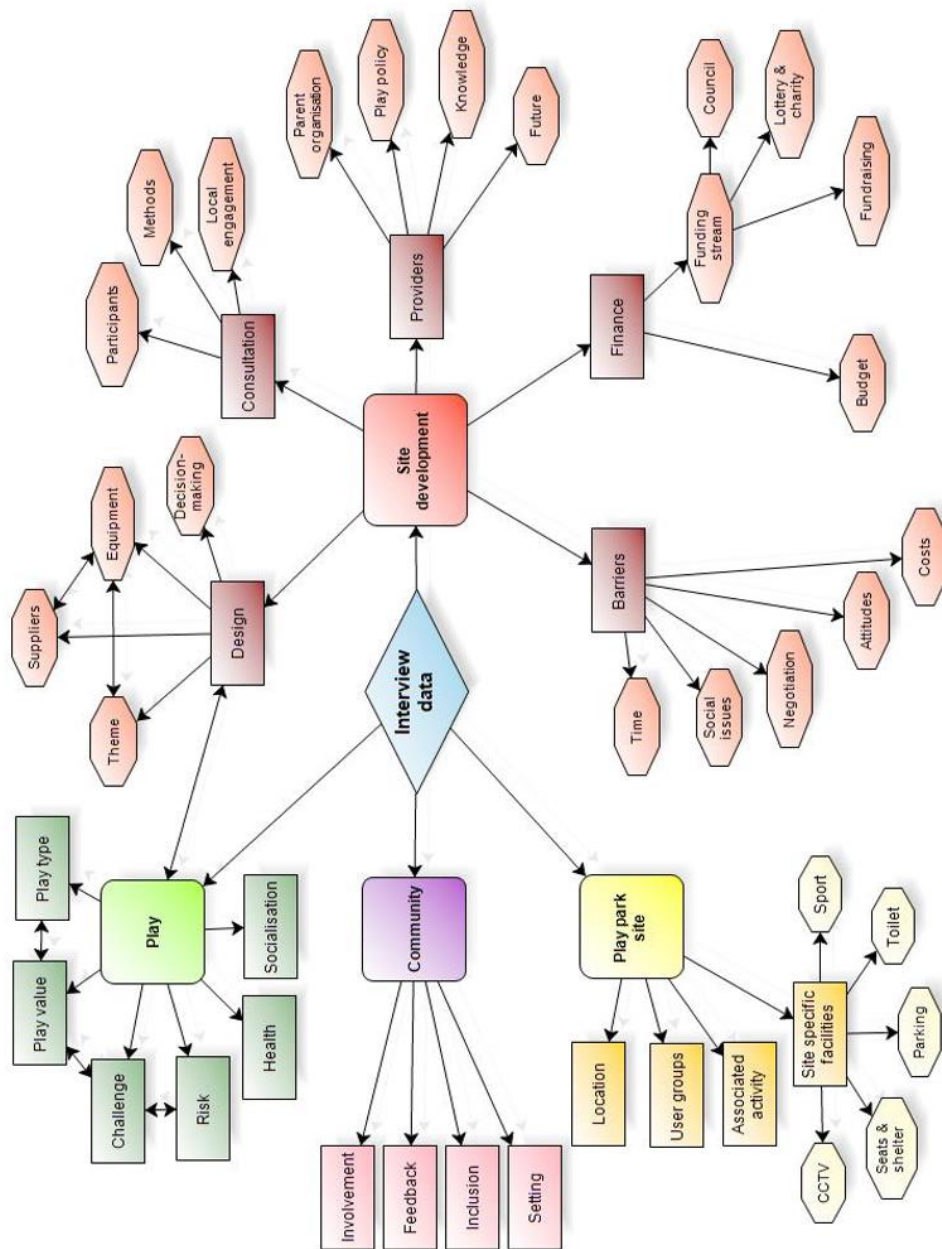 Suppliers
Equipment
Decision-
making
Theme
Design
Participants
Methods
Local
engagement
Consultation
Parent
organisation
Play policy
Knowledge
Future
Providers
Site
development
Finance
Funding
stream
Council
Lottery &
charity
Fundraising
Budget
Barriers
Time
Social
issues
Negotiation
Attitudes
Costs
Interview
data
Play
Play type
Play value
Challenge
Risk
Health
Socialisation
Community
Involvement
Feedback
Inclusion
Setting
Play park
site
Location
User groups
Associated
activity
Site specific
facilities
Sport
Toilet
Parking
Seats &
shelter
CCTV